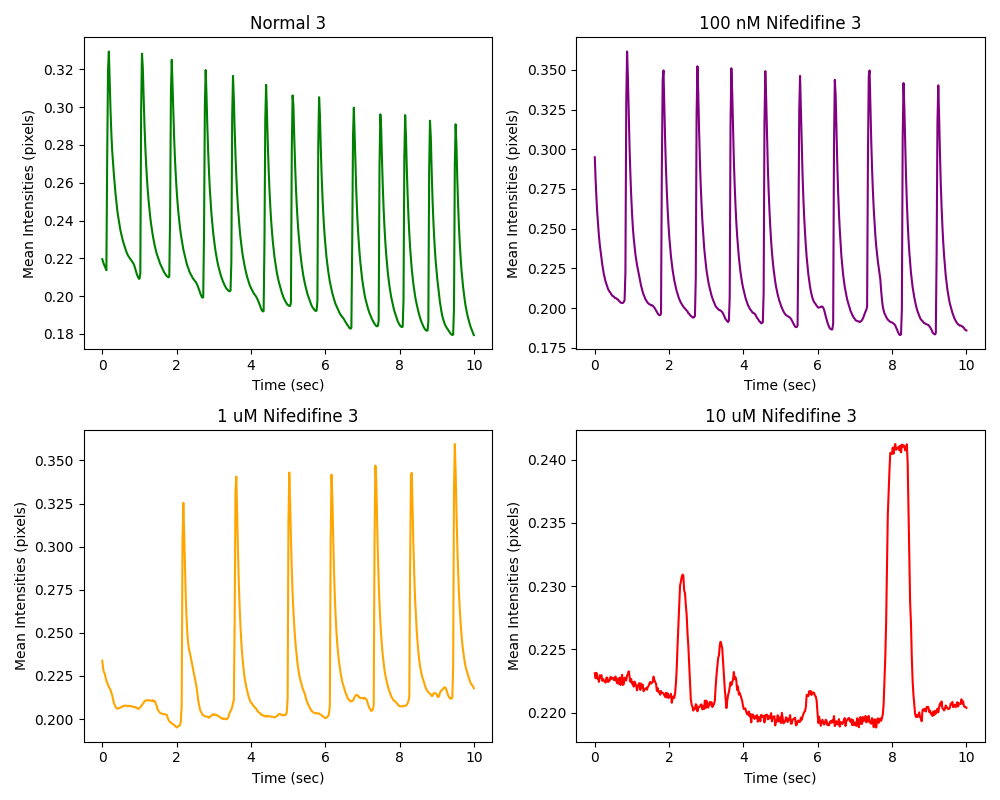 Normal 3
Mean Intensities (pixels)
0.32
0.30
0.28
0.26
0.24
0.22
0.20
0.18
0 2 4 6 8 10
Time (sec)
100 nM Nifedifine 3
Mean Intensities (pixels)
0.350
0.325
0.300
0.275
0.250
0.225
0.200
0.175
0 2 4 6 8 10
Time (sec)
1 uM Nifedifine 3
Mean Intensities (pixels)
0.350
0.325
0.300
0.275
0.250
0.225
0.200
0 2 4 6 8 10
Time (sec)
10 uM Nifedifine 3
Mean Intensities (pixels)
0.240
0.235
0.230
0.225
0.220
0 2 4 6 8 10
Time (sec)